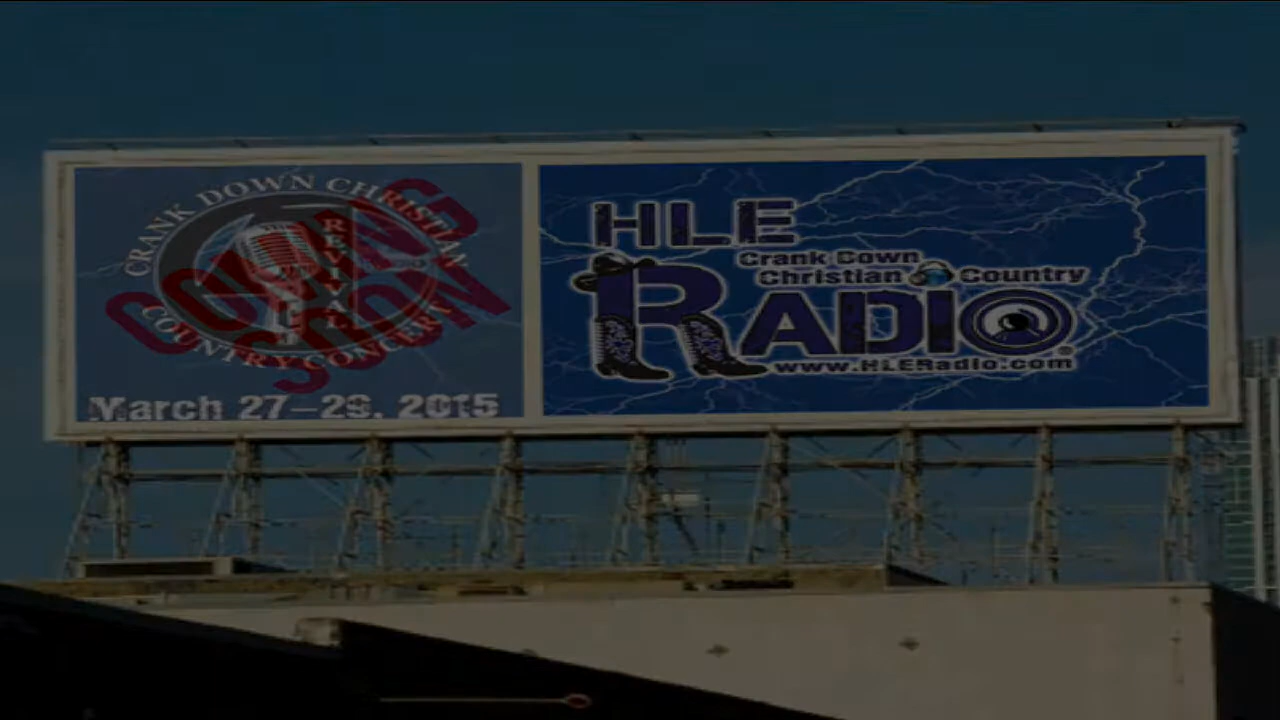 CRANK DOWN CHRISTIAN
REVIVAL
COUNTRY CONCERT
COMING
SOON
March 27-29, 2015
HLE
Crank Down
Christian Country
RADIO
www.HLERadio.com